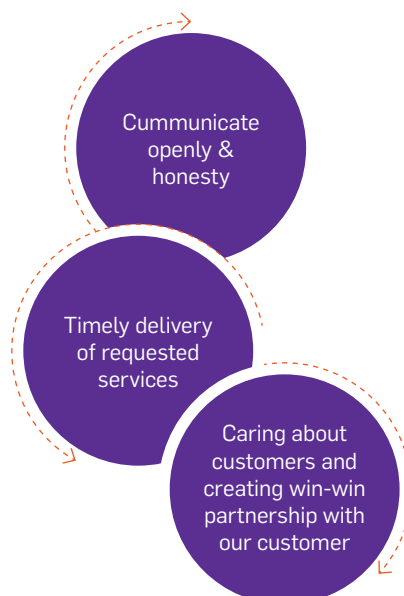 Cummunicate
openly &
honesty
Timely delivery
of requested
services
Caring about
customers and
creating win-win
partnership with
our customer